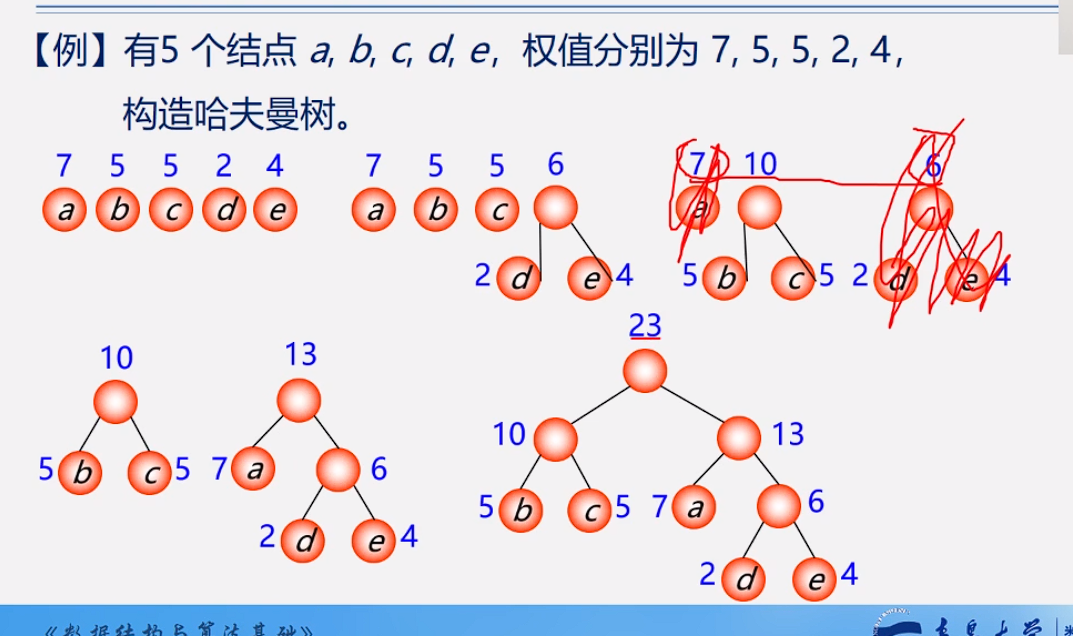 【例】有5 个结点 a, b, c, d, e, 权值分别为 7, 5, 5, 2, 4,
构造哈夫曼树。
7 5 5 2 4 7 5 5 6 7 10 6
a b c d e a b c a
2 d e 4 5 b c 5 2 d e 4
23
10 13
10 13
5 b c 5 7 a 6
5 b c 5 7 a 6
2 d e 4
2 d e 4
《数据结构与算法基础》